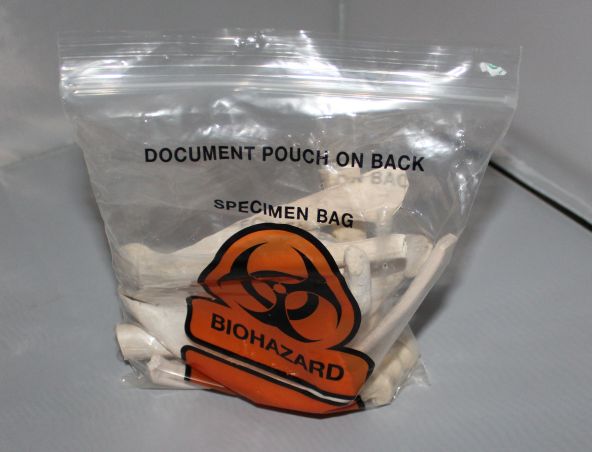 DOCUMENT POUCH ON BACK
SPECIMEN BAG
BIOHAZARD